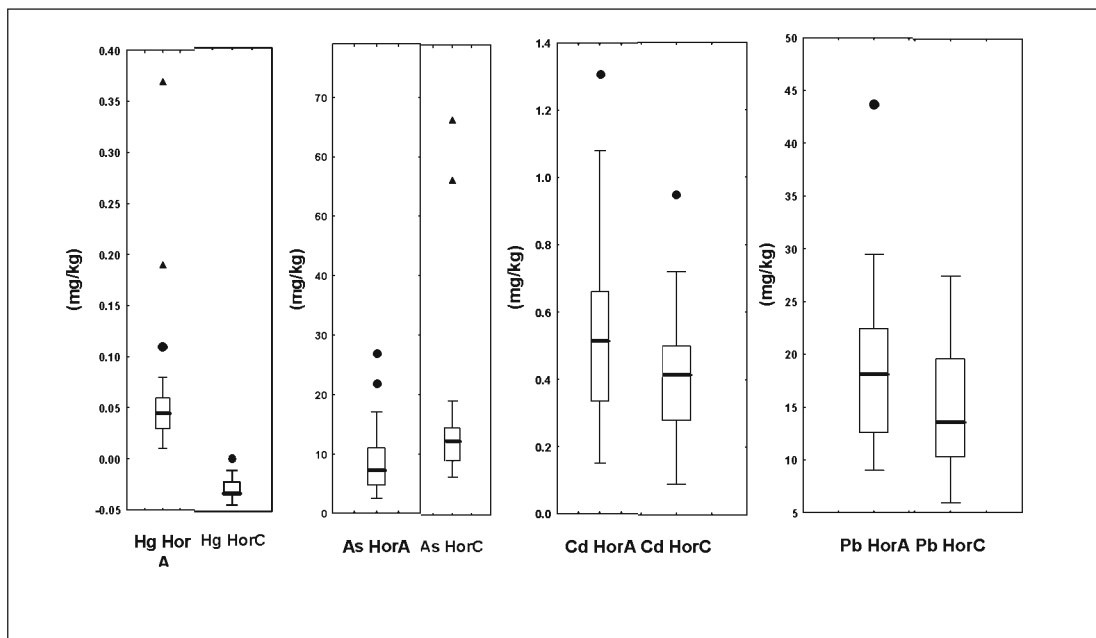 0.40
0.35
0.30
0.25
0.20
0.15
0.10
0.05
0.00
-0.05
(mg/kg)
Hg Hor
A
Hg HorC
70
60
50
40
30
20
10
0
(mg/kg)
As HorA
As HorC
1.4
1.2
1.0
0.8
0.6
0.4
0.2
0.0
(mg/kg)
Cd HorA
Cd HorC
50
45
40
35
30
25
20
15
10
5
(mg/kg)
Pb HorA
Pb HorC